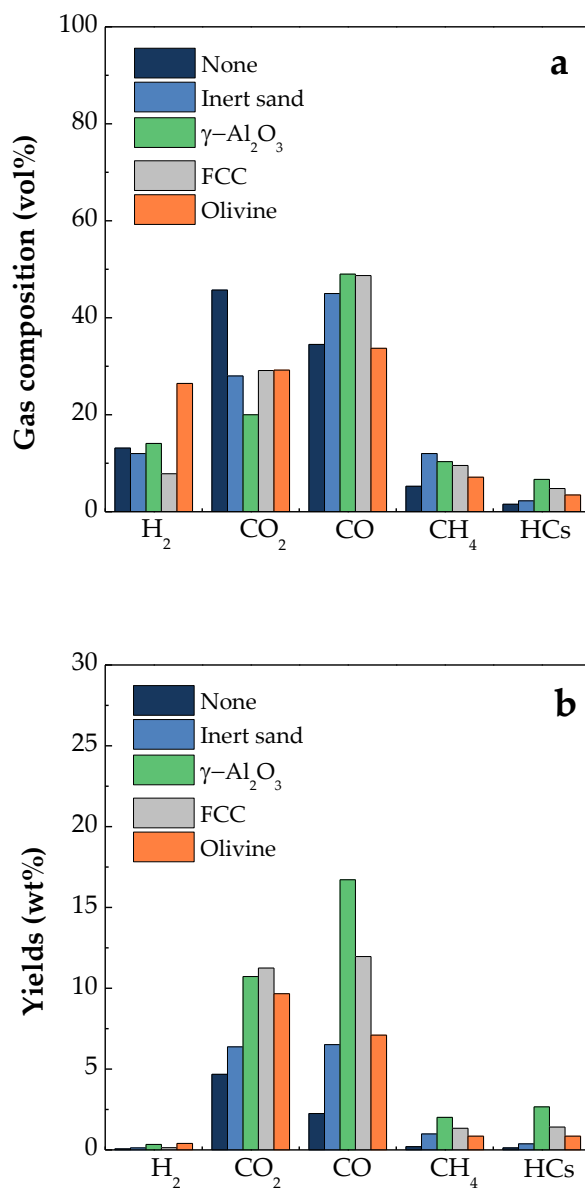 100
a
None
Inert sand
80
γ−Al₂O₃
FCC
Olivine
60
40
20
0
Gas composition (vol%)
H₂ CO₂ CO CH₄ HCs
30
b
None
Inert sand
25
γ−Al₂O₃
FCC
20
Olivine
15
10
5
0
Yields (wt%)
H₂ CO₂ CO CH₄ HCs